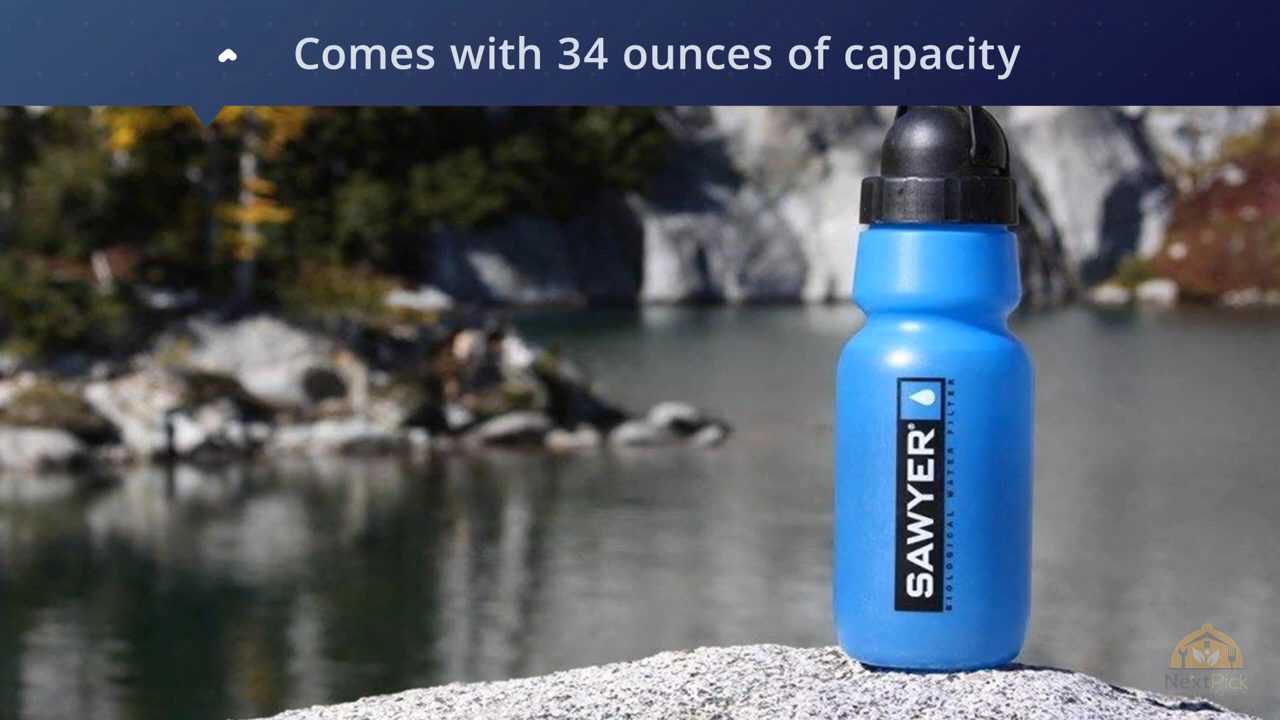 Comes with 34 ounces of capacity
SAWYER®
BIOLOGICAL WATER FILTER
NextPick